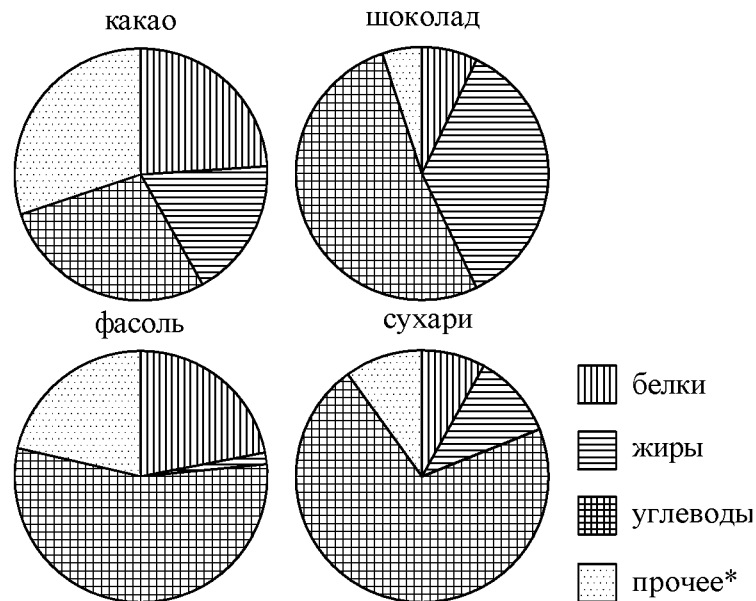 какао
шоколад
фасоль
сухари
белки
жиры
углеводы
прочее*